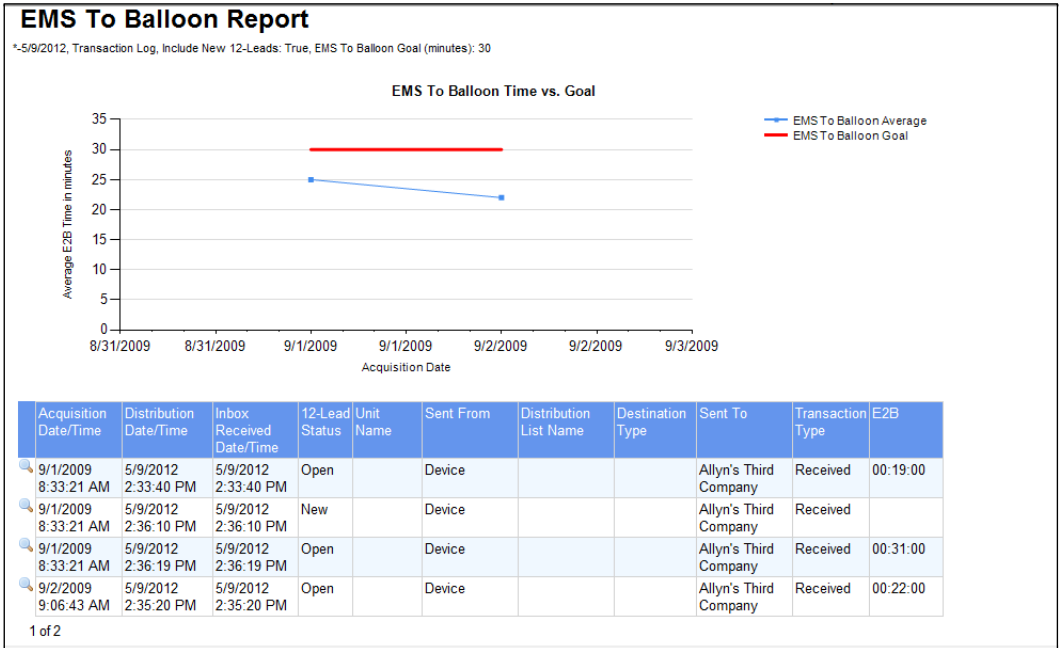 EMS To Balloon Report
*-5/9/2012, Transaction Log, Include New 12-Leads: True, EMS To Balloon Goal (minutes): 30
EMS To Balloon Time vs. Goal
EMS To Balloon Average
EMS To Balloon Goal
Average E2B Time in minutes
35
30
25
20
15
10
5
0
8/31/2009 8/31/2009 9/1/2009 9/1/2009 9/2/2009 9/2/2009 9/3/2009
Acquisition Date
Acquisition Distribution Inbox 12-Lead Unit Sent From Distribution Destination Sent To Transaction E2B
Date/Time Date/Time Received Status Name List Name Type Type
Date/Time
9/1/2009 5/9/2012 5/9/2012 Open Device Allyn's Third Received 00:19:00
8:33:21 AM 2:33:40 PM 2:33:40 PM Company
9/1/2009 5/9/2012 5/9/2012 New Device Allyn's Third Received
8:33:21 AM 2:36:10 PM 2:36:10 PM Company
9/1/2009 5/9/2012 5/9/2012 Open Device Allyn's Third Received 00:31:00
8:33:21 AM 2:36:19 PM 2:36:19 PM Company
9/2/2009 5/9/2012 5/9/2012 Open Device Allyn's Third Received 00:22:00
9:06:43 AM 2:35:20 PM 2:35:20 PM Company
1 of 2